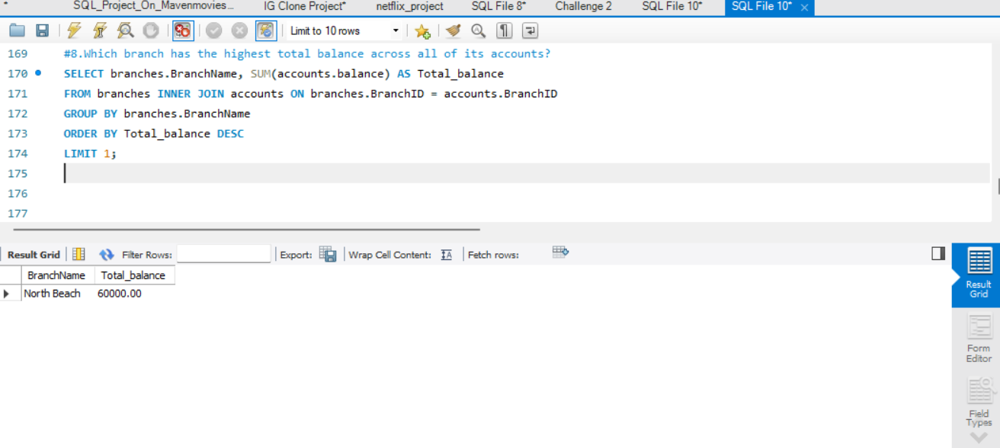 SQL_Project_On_Mavenmovies... IG Clone Project* netflix_project SQL File 8* Challenge 2 SQL File 10* SQL File 10* ×
Limit to 10 rows
169 #8.Which branch has the highest total balance across all of its accounts?
170 SELECT branches.BranchName, SUM(accounts.balance) AS Total_balance
171 FROM branches INNER JOIN accounts ON branches.BranchID = accounts.BranchID
172 GROUP BY branches.BranchName
173 ORDER BY Total_balance DESC
174 LIMIT 1;
175
176
177
Result Grid Filter Rows: Export: Wrap Cell Content: Fetch rows:
BranchName Total_balance
North Beach 60000.00
Result
Grid
Form
Editor
Field
Types